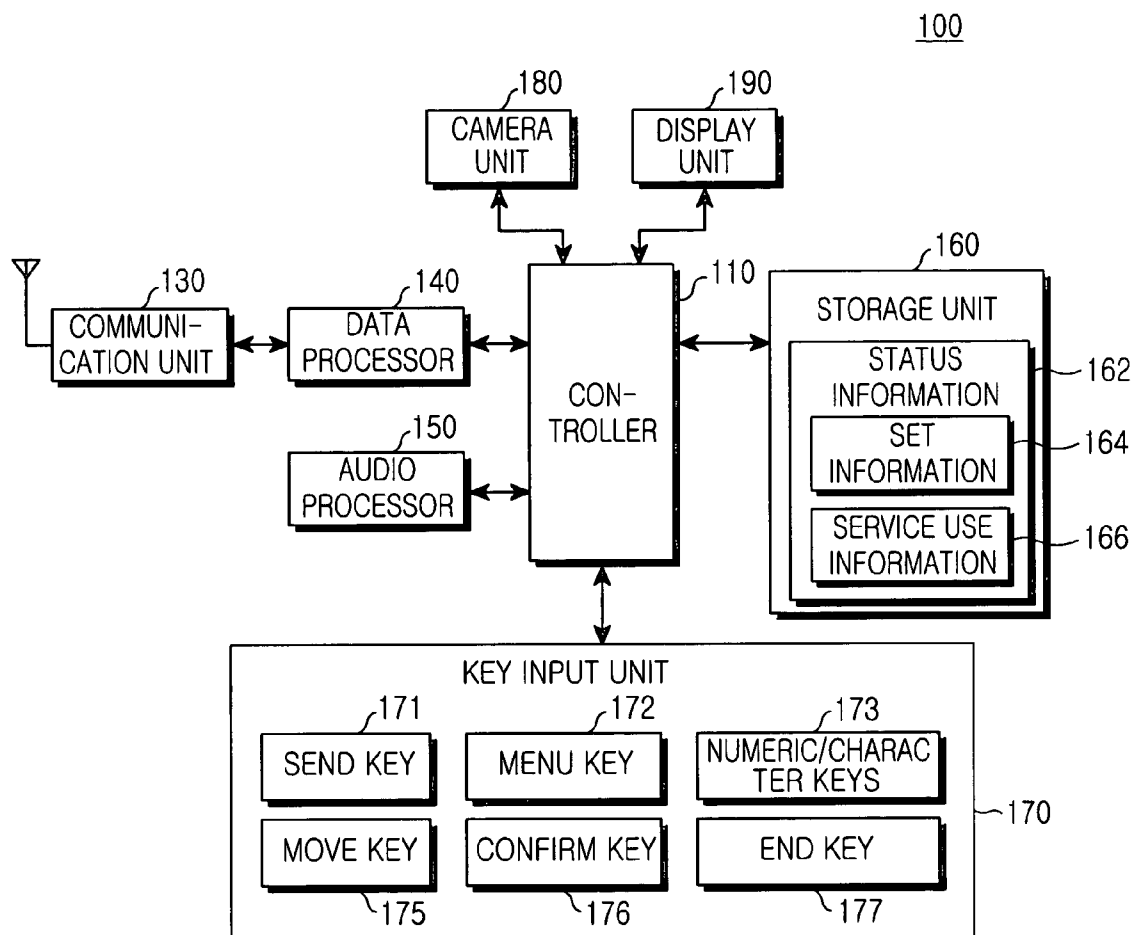 100
180
190
CAMERA
UNIT
DISPLAY
UNIT
130
140
110
160
COMMUNI-
CATION UNIT
DATA
PROCESSOR
CON-
TROLLER
150
AUDIO
PROCESSOR
STORAGE UNIT
STATUS
INFORMATION
162
SET
INFORMATION
164
SERVICE USE
INFORMATION
166
KEY INPUT UNIT
171
172
173
SEND KEY
MENU KEY
NUMERIC/CHARAC
TER KEYS
170
MOVE KEY
CONFIRM KEY
END KEY
175
176
177